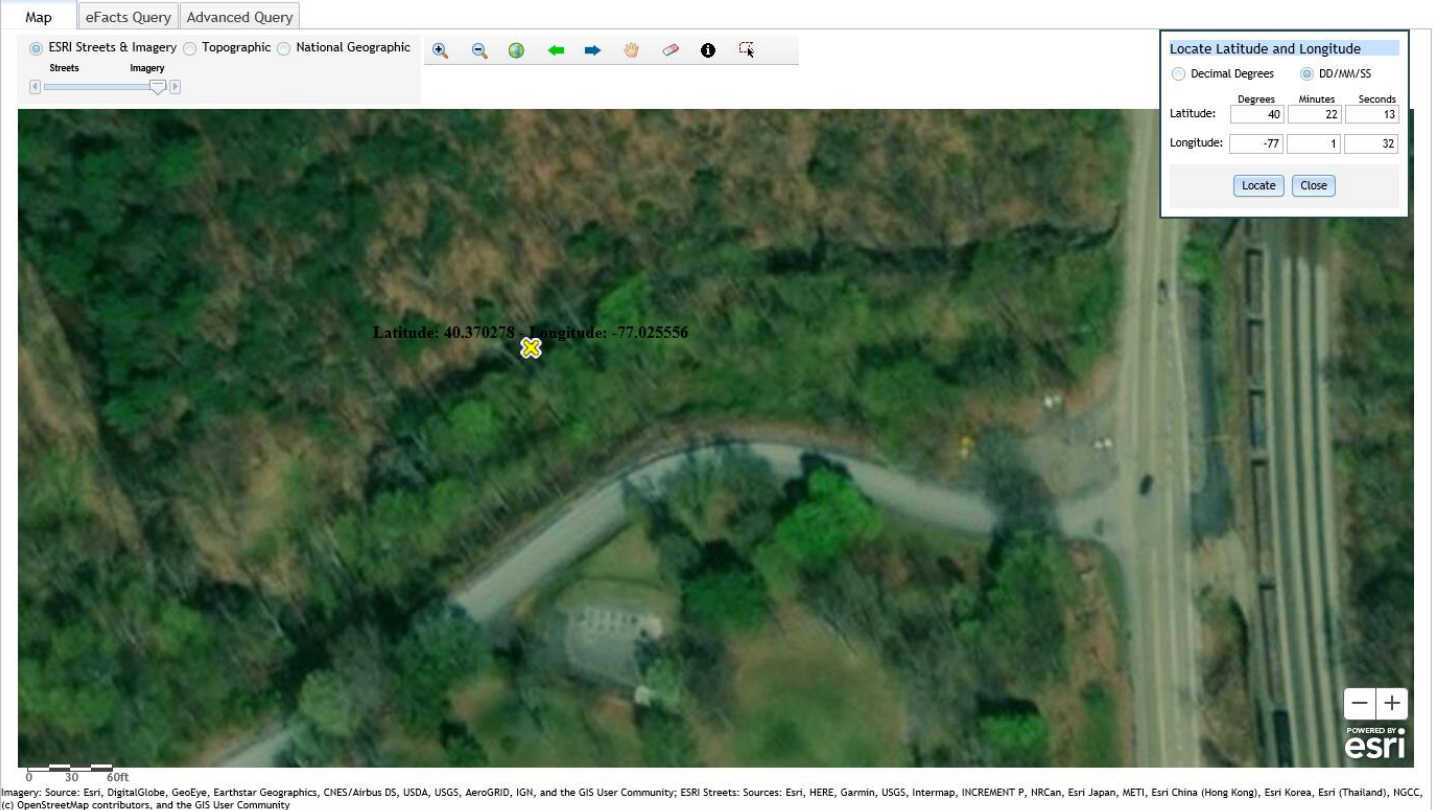 Map eFacts Query Advanced Query
ESRI Streets & Imagery Topographic National Geographic
Streets Imagery
Locate Latitude and Longitude
Decimal Degrees DD/MM/SS
Degrees Minutes Seconds
Latitude: 40 22 13
Longitude: -77 1 32
Locate Close
Latitude: 40.370278 - Longitude: -77.025556
POWERED BY
esri
0 30 60ft
Imagery: Source: Esri, DigitalGlobe, GeoEye, Earthstar Geographics, CNES/Airbus DS, USDA, USGS, AeroGRID, IGN, and the GIS User Community; ESRI Streets: Sources: Esri, HERE, Garmin, USGS, Intermap, INCREMENT P, NRCan, Esri Japan, METI, Esri China (Hong Kong), Esri Korea, Esri (Thailand), NGCC,
(c) OpenStreetMap contributors, and the GIS User Community